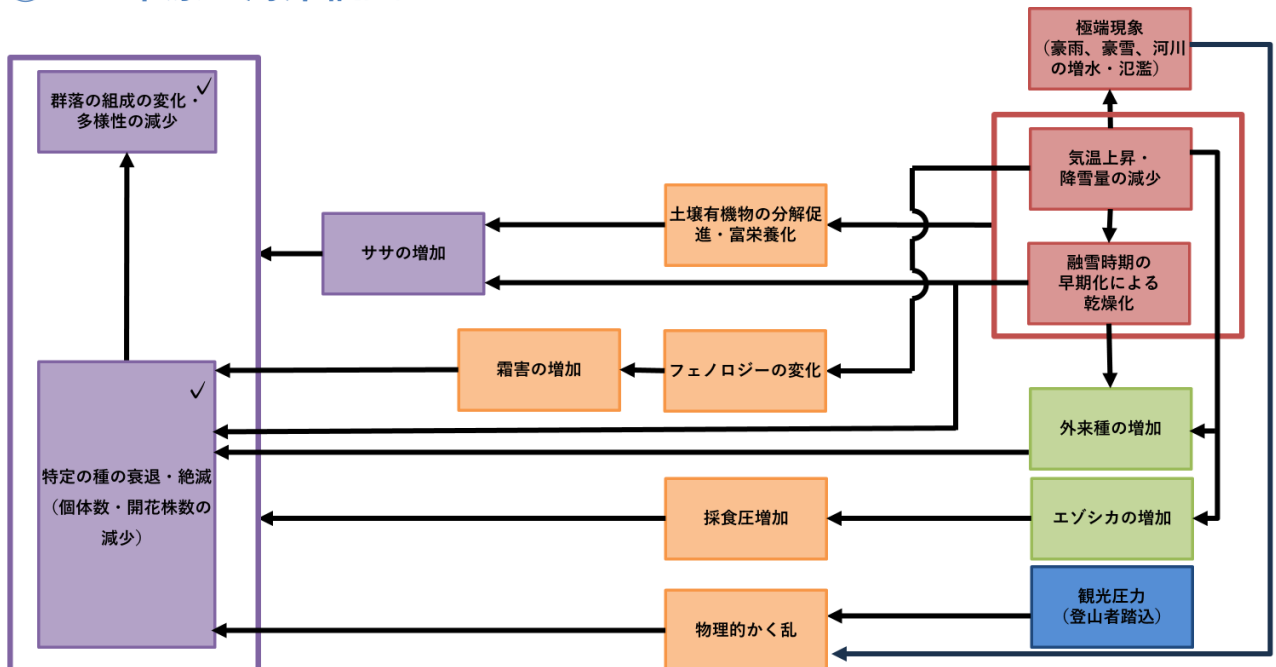 極端現象
（豪雨、豪雪、河川
の増水・氾濫）
群落の組成の変化・
多様性の減少
気温上昇・
降雪量の減少
土壌有機物の分解促
進・富栄養化
ササの増加
融雪時期の
早期化による
乾燥化
霜害の増加
フェノロジーの変化
外来種の増加
特定の種の衰退・絶滅
（個体数・開花株数の
減少）
採食圧増加
エゾシカの増加
観光圧力
（登山者踏込）
物理的かく乱